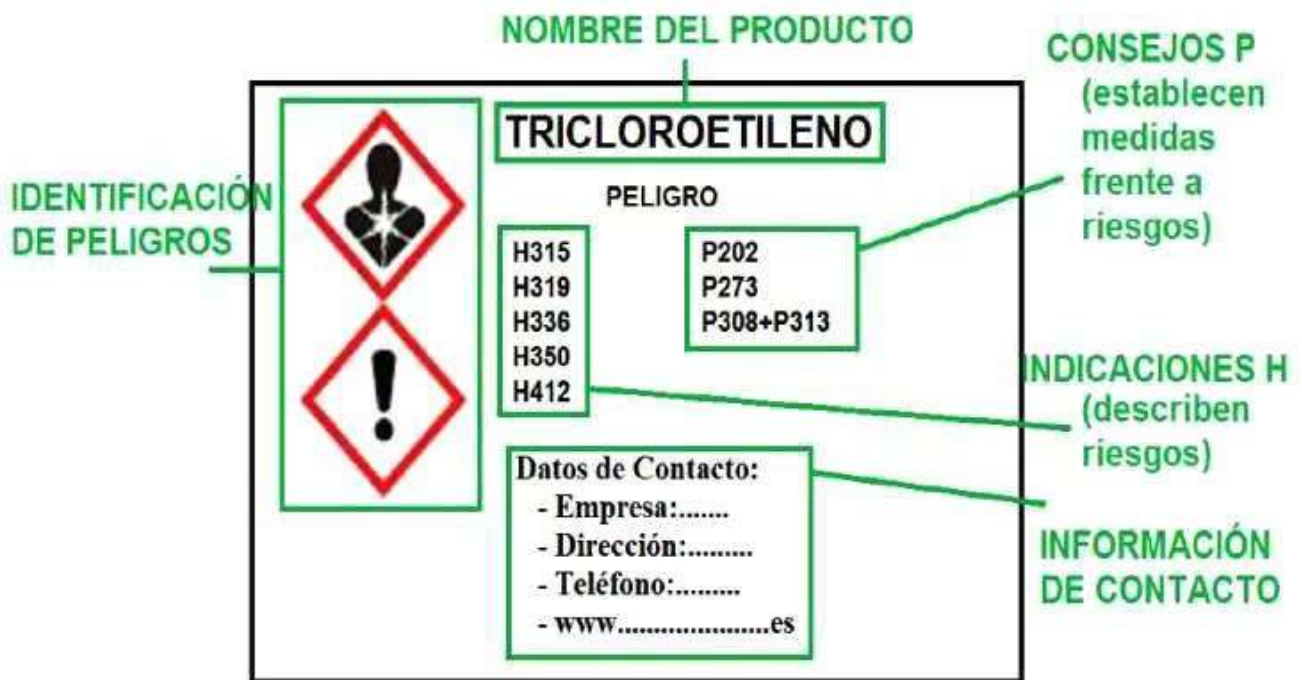 NOMBRE DEL PRODUCTO
CONSEJOS P
(establecen
medidas
frente a
riesgos)
TRICLOROETILENO
IDENTIFICACIÓN
DE PELIGROS
PELIGRO
H315
H319
H336
H350
H412
P202
P273
P308+P313
INDICACIONES H
(describen
riesgos)
Datos de Contacto:
- Empresa:.......
- Dirección:.........
- Teléfono:.........
- www.....................es
INFORMACIÓN
DE CONTACTO